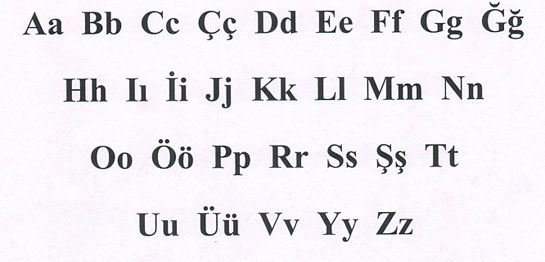 Aa Bb Cc Çç Dd Ee Ff Gg Ğğ
Hh Iı İi Jj Kk Ll Mm Nn
Oo Öö Pp Rr Ss Şş Tt
Uu Üü Vv Yy Zz